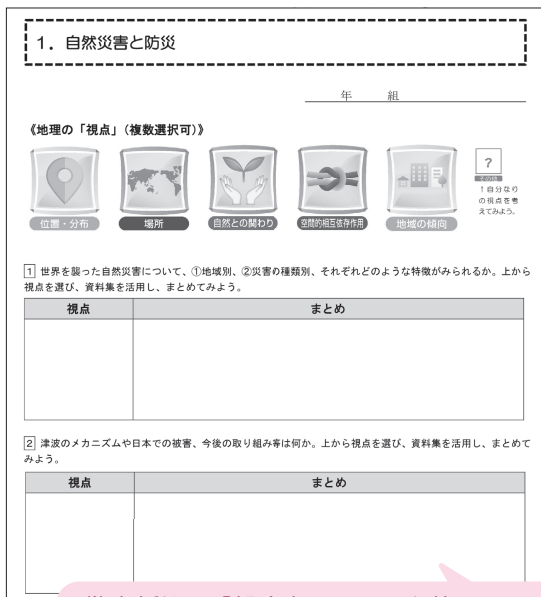 1．自然災害と防災
年　組
《地理の「視点」（複数選択可）》
位置・分布
場所
自然との関わり
空間的相互依存作用
地域の傾向
?
その他
↑自分なり
の視点を考
えてみよう。
1 世界を襲った自然災害について、①地域別、②災害の種類別、それぞれどのような特徴がみられるか。上から
視点を選び、資料集を活用し、まとめてみよう。
視点 まとめ
2 津波のメカニズムや日本での被害、今後の取り組み等は何か。上から視点を選び、資料集を活用し、まとめて
みよう。
視点 まとめ